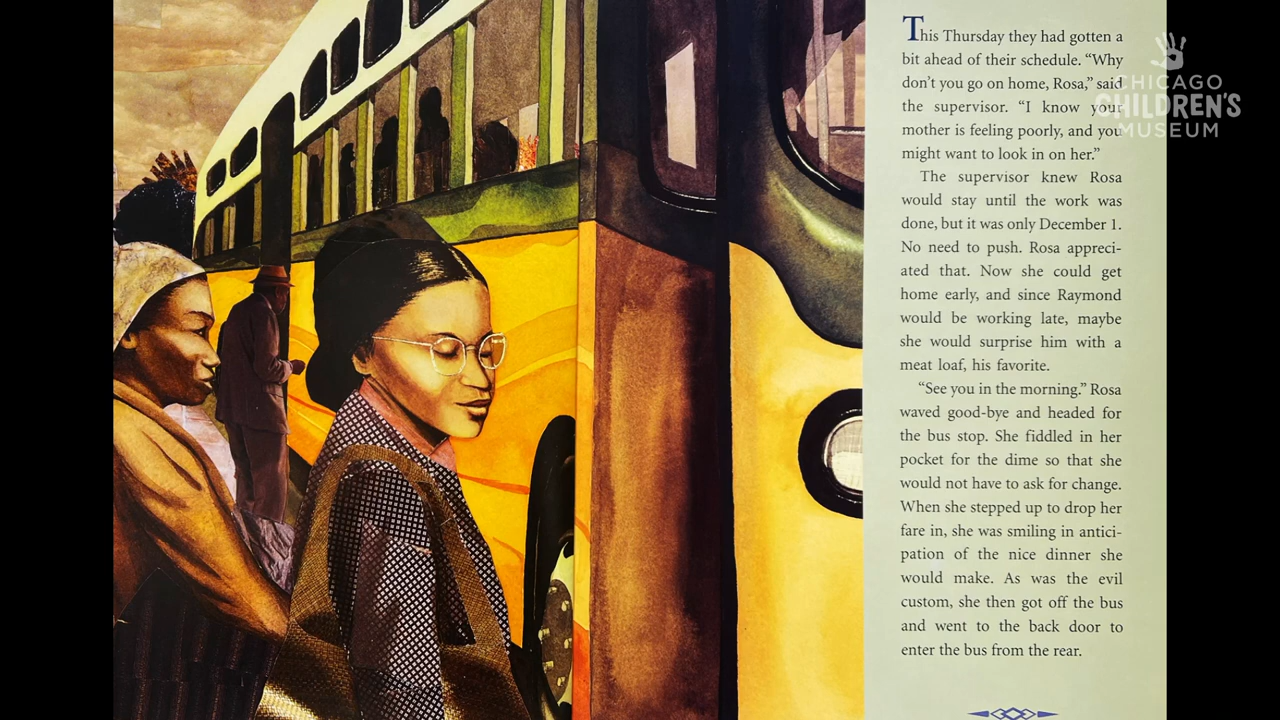 This Thursday they had gotten a
bit ahead of their schedule. “Why
don’t you go on home, Rosa,” said
the supervisor. “I know your
mother is feeling poorly, and you
might want to look in on her.”
The supervisor knew Rosa
would stay until the work was
done, but it was only December 1.
No need to push. Rosa appreci-
ated that. Now she could get
home early, and since Raymond
would be working late, maybe
she would surprise him with a
meat loaf, his favorite.
“See you in the morning.” Rosa
waved good-bye and headed for
the bus stop. She fiddled in her
pocket for the dime so that she
would not have to ask for change.
When she stepped up to drop her
fare in, she was smiling in antici-
pation of the nice dinner she
would make. As was the evil
custom, she then got off the bus
and went to the back door to
enter the bus from the rear.
CHICAGO
CHILDREN'S
MUSEUM